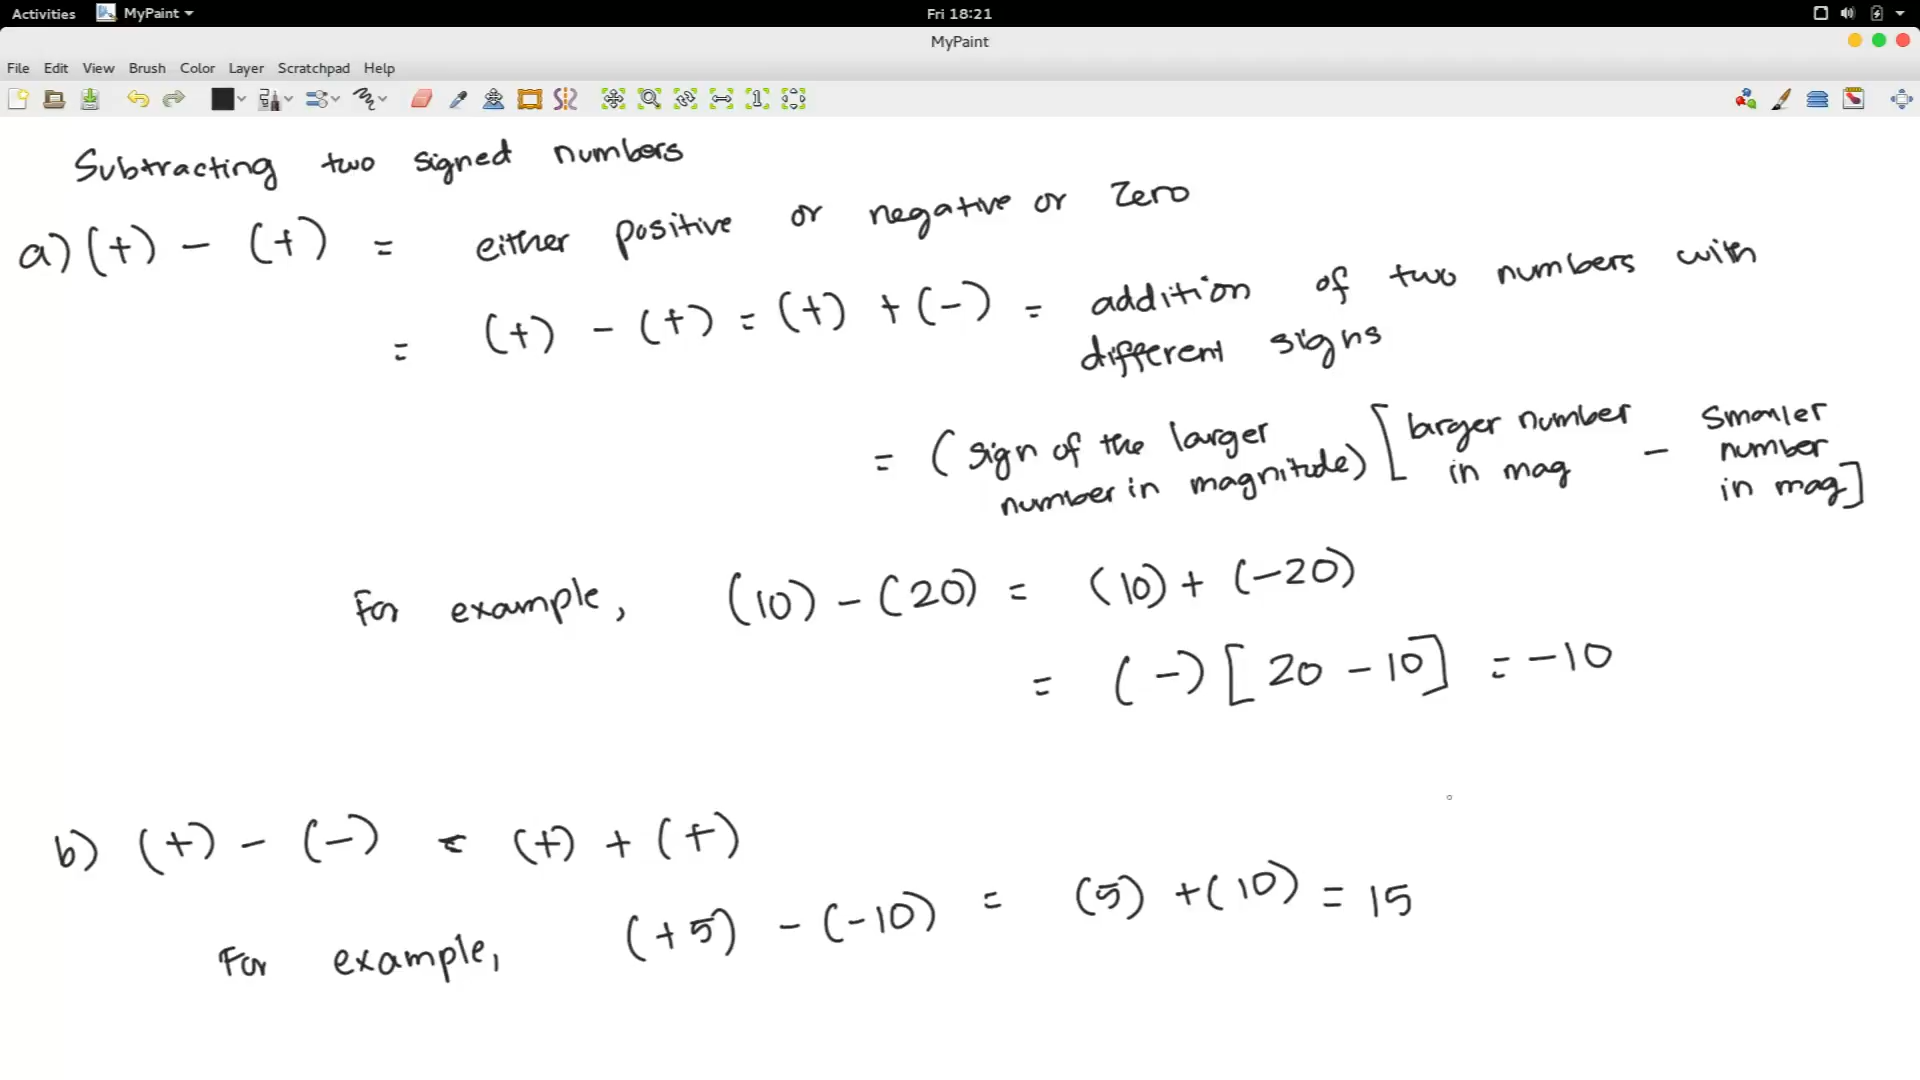 Activities MyPaint Fri 18:21
MyPaint
File Edit View Brush Color Layer Scratchpad Help
Subtracting two signed numbers
a) (+) - (+) = either positive or negative or zero
= (+) - (+) = (+) + (-) = addition of two numbers with
different signs
= (sign of the larger number in magnitude) [larger number in mag - smaller number in mag]
For example, (10) - (20) = (10) + (-20)
= (-) [20 - 10] = -10
b) (+) - (-) = (+) + (+)
For example, (+5) - (-10) = (5) + (10) = 15